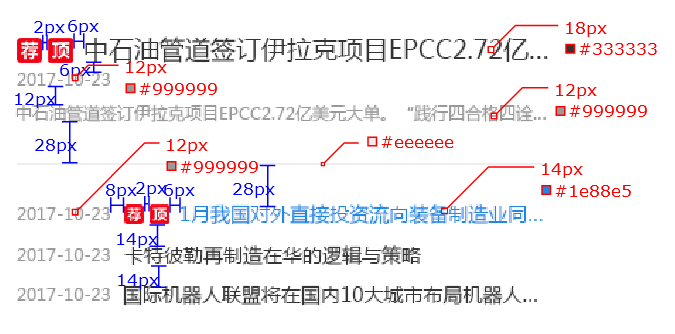 2px 6px 18px
荐 顶 中石油管道签订伊拉克项目EPCC2.72亿... #333333
6px 12px
2017-10-23 #999999
12px 12px
中石油管道签订伊拉克项目EPCC2.72亿美元大单。“践行四合格四诠... #999999
28px 12px #eeeeee
#999999 14px
8px 2px 6px 28px #1e88e5
2017-10-23 荐 顶 1月我国对外直接投资流向装备制造业同...
14px
2017-10-23 卡特彼勒再制造在华的逻辑与策略
14px
2017-10-23 国际机器人联盟将在国内10大城市布局机器人...